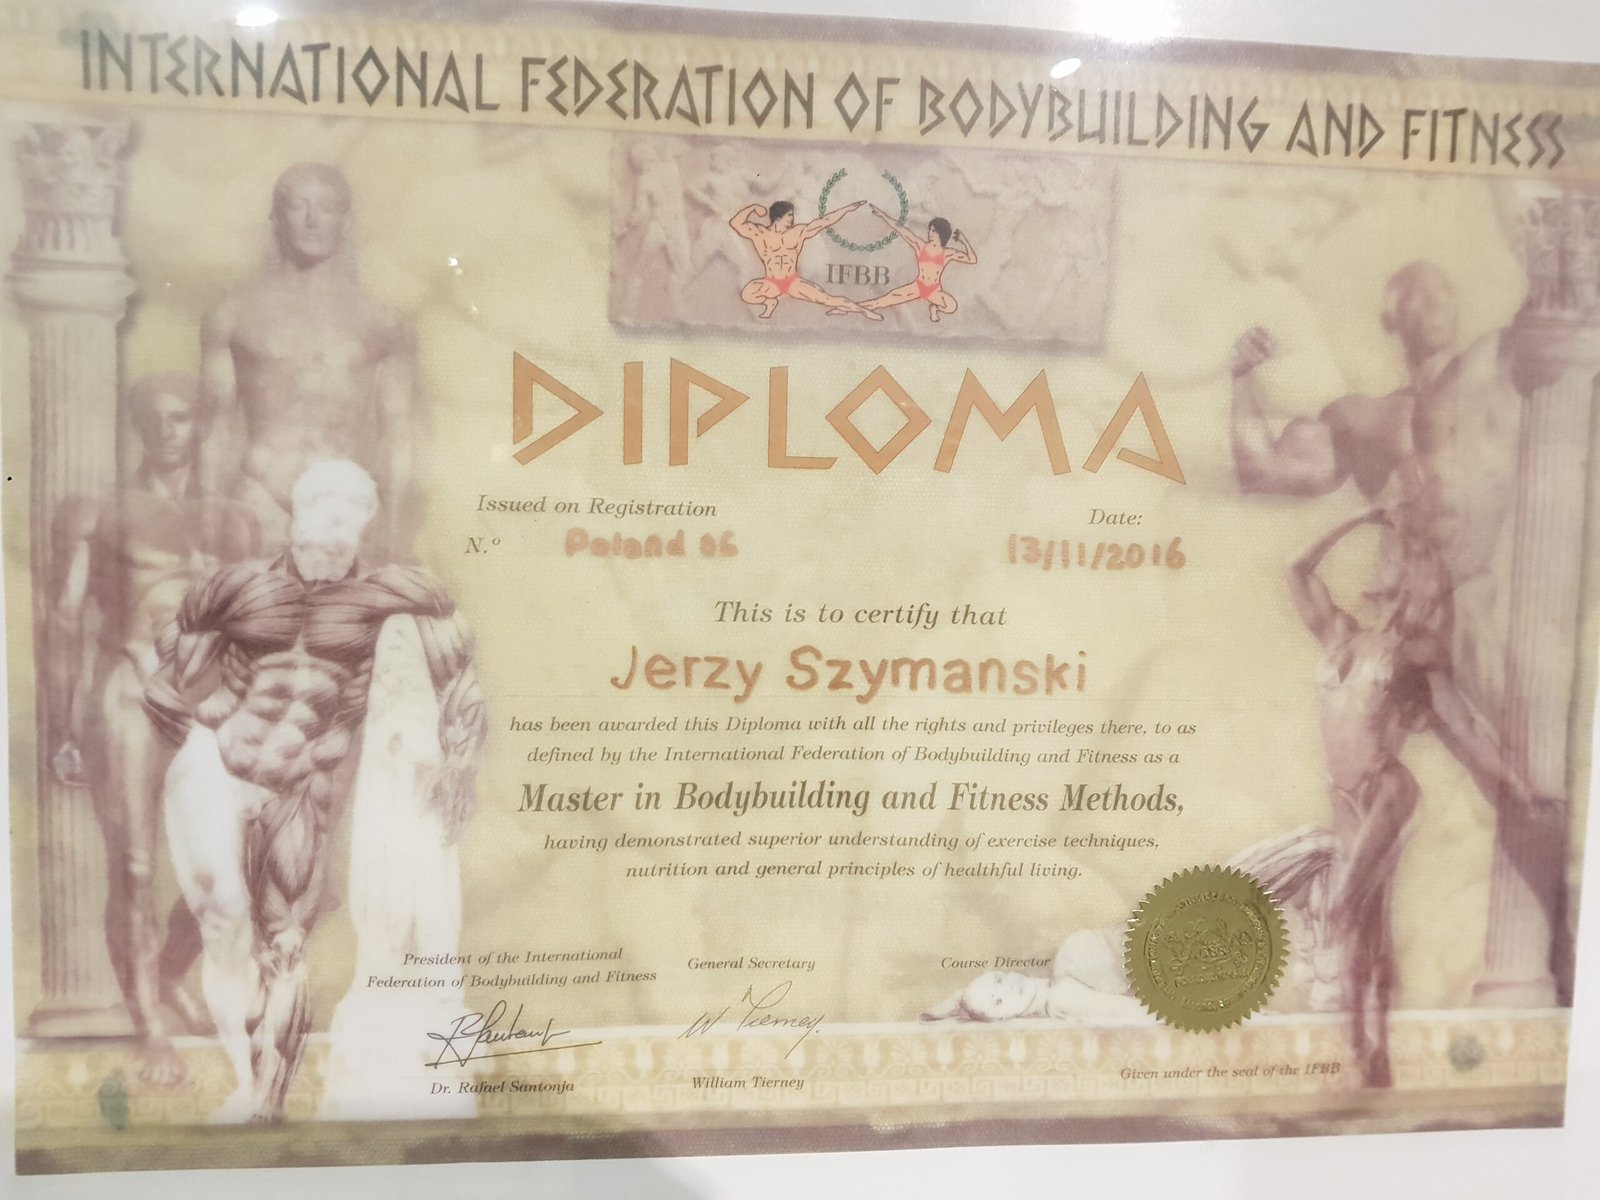 INTERNATIONAL FEDERATION OF BODYBUILDING AND FITNESS
IFBB
DIPLOMA
Issued on Registration
N.º Poland 06
Date:
13/11/2016
This is to certify that
Jerzy Szymanski
has been awarded this Diploma with all the rights and privileges there, to as
defined by the International Federation of Bodybuilding and Fitness as a
Master in Bodybuilding and Fitness Methods,
having demonstrated superior understanding of exercise techniques,
nutrition and general principles of healthful living.
President of the International
Federation of Bodybuilding and Fitness
General Secretary
Course Director
W Tierney.
Dr. Rafael Santonja
William Tierney
Given under the seal of the IFBB